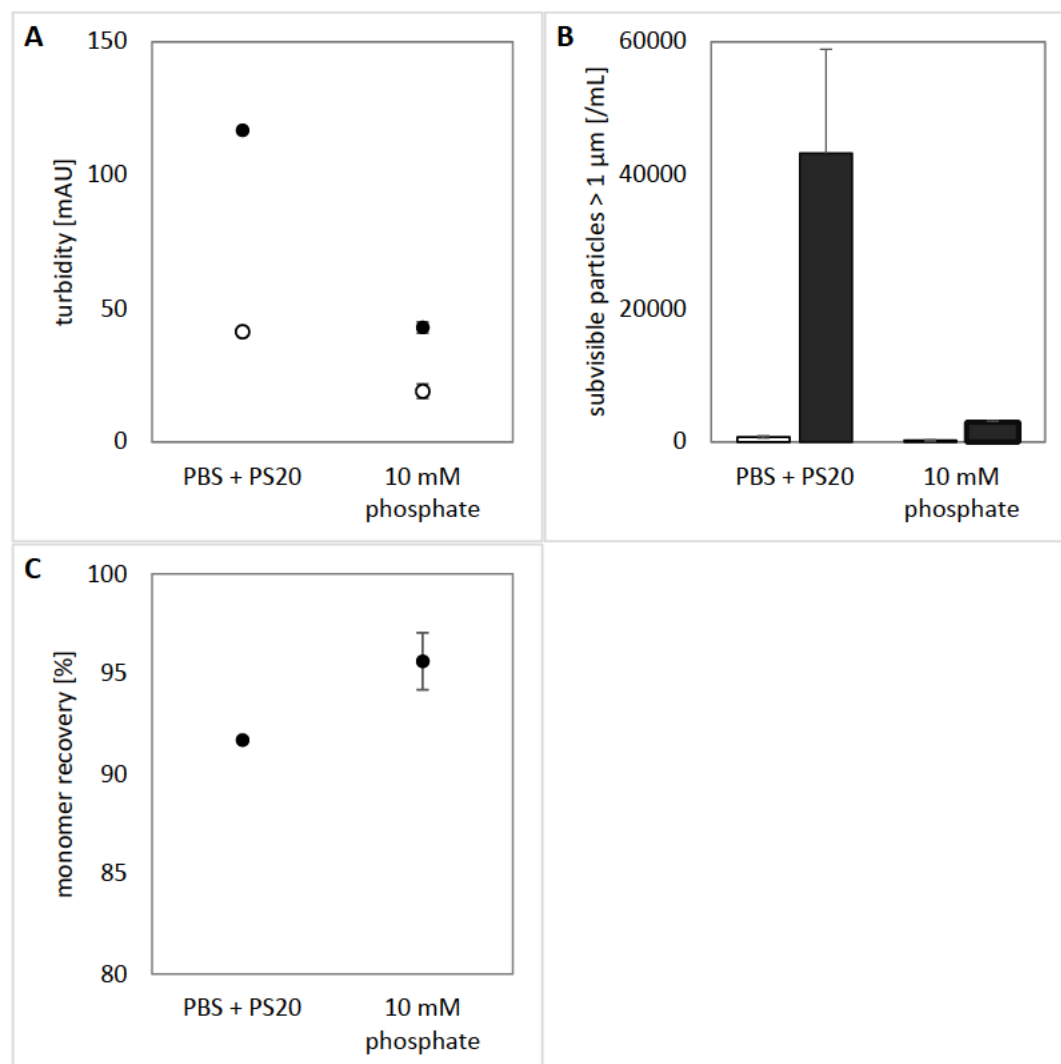 A
turbidity [mAU]
150
100
50
0
PBS + PS20
10 mM
phosphate
B
subvisible particles > 1 µm [/mL]
60000
40000
20000
0
PBS + PS20
10 mM
phosphate
C
monomer recovery [%]
100
95
90
85
80
PBS + PS20
10 mM
phosphate